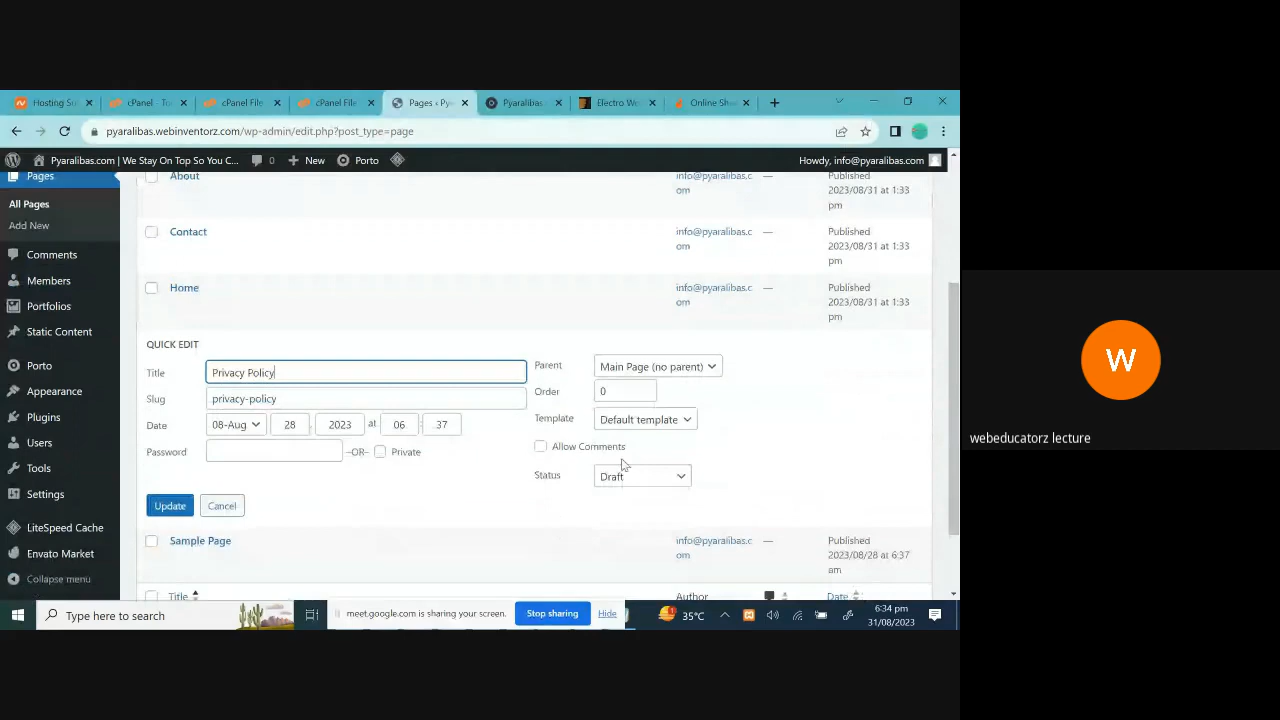 Hosting Su
cPanel - To
cPanel File
cPanel File
Pages ‹ Py
Pyaralibas
Electro Wo
Online Sho
pyaralibas.webinventorz.com/wp-admin/edit.php?post_type=page
Pyaralibas.com | We Stay On Top So You C...
0
New
Porto
Howdy, info@pyaralibas.com
Pages
All Pages
Add New
Comments
Members
Portfolios
Static Content
Porto
Appearance
Plugins
Users
Tools
Settings
LiteSpeed Cache
Envato Market
Collapse menu
About
info@pyaralibas.c
om
—
Published
2023/08/31 at 1:33
pm
Contact
info@pyaralibas.c
om
—
Published
2023/08/31 at 1:33
pm
Home
info@pyaralibas.c
om
—
Published
2023/08/31 at 1:33
pm
QUICK EDIT
Title
Privacy Policy
Slug
privacy-policy
Date
08-Aug
28
2023
at
06
37
Password
–OR–
Private
Parent
Main Page (no parent)
Order
0
Template
Default template
Allow Comments
Status
Draft
Update
Cancel
Sample Page
info@pyaralibas.c
om
—
Published
2023/08/28 at 6:37
am
Title
Author
Date
Type here to search
meet.google.com is sharing your screen.
Stop sharing
Hide
35°C
6:34 pm
31/08/2023
W
webeducatorz lecture